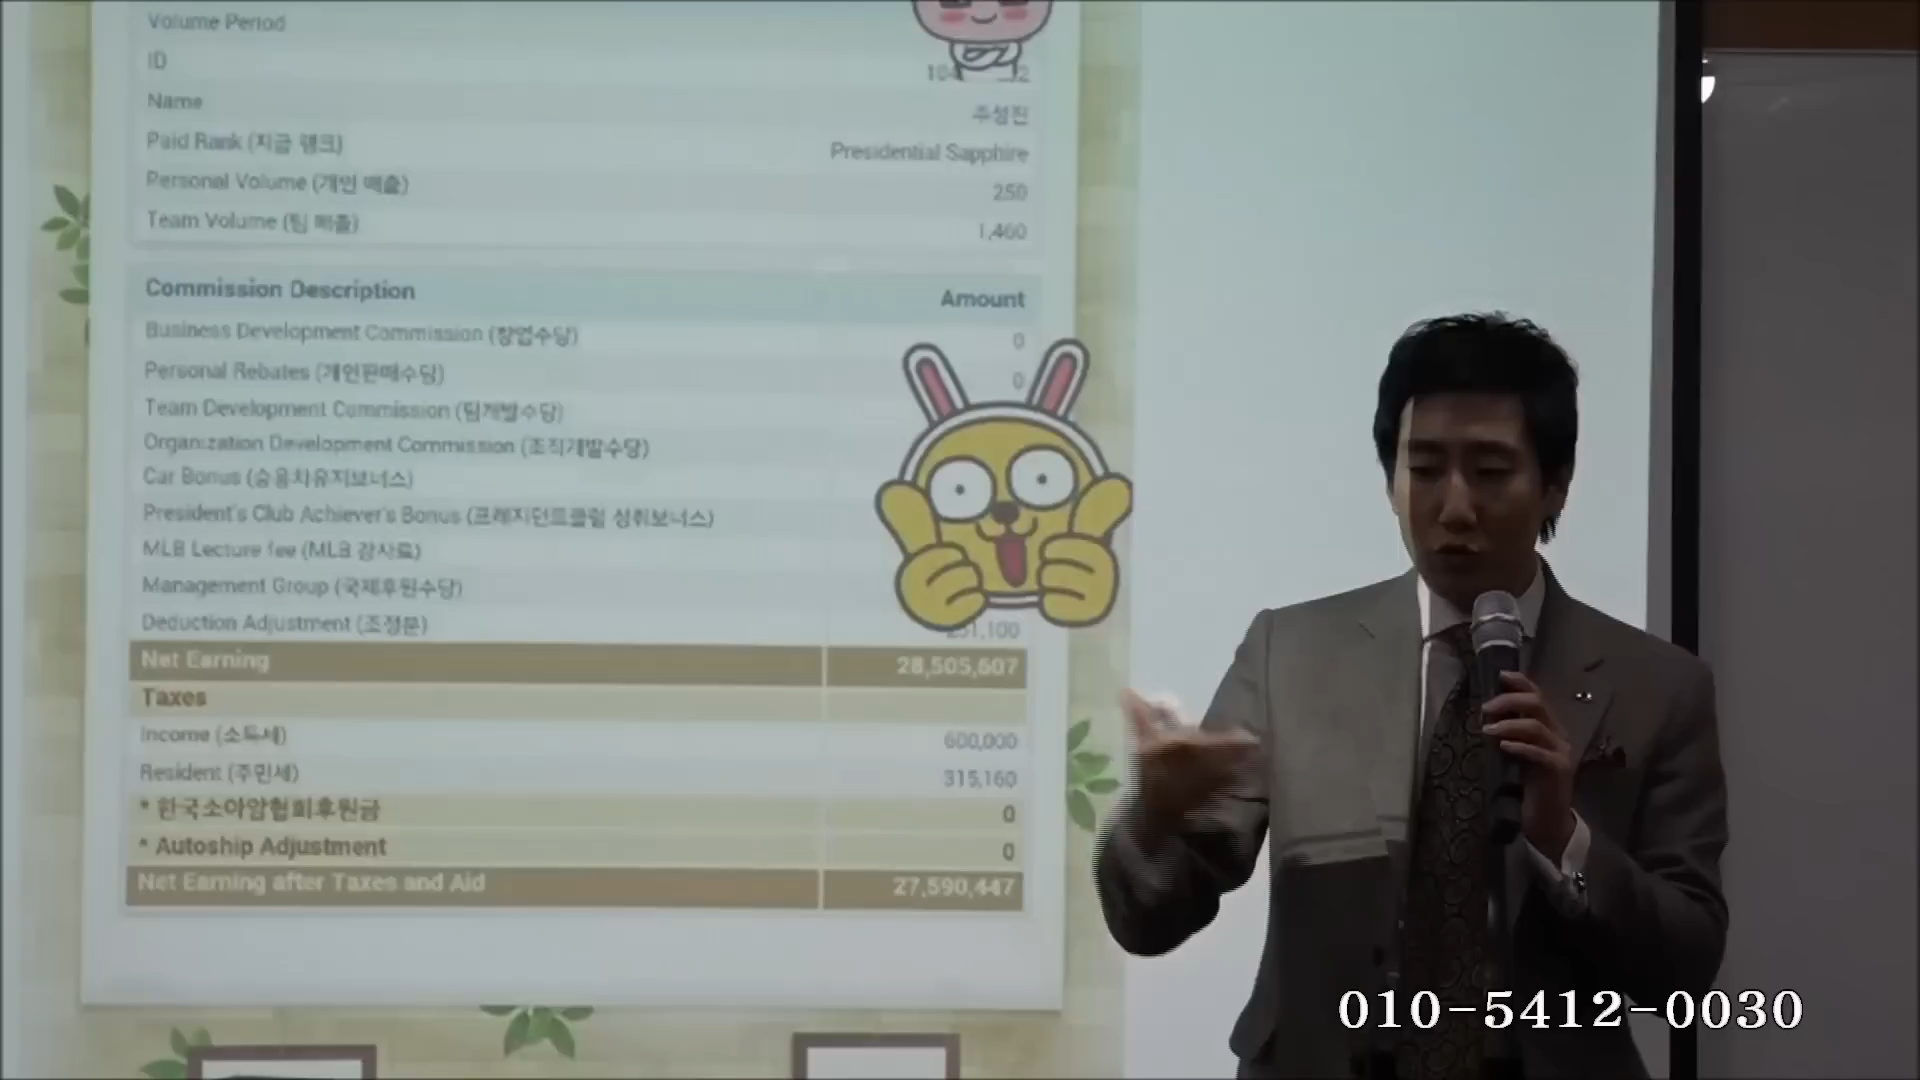 Volume Period
ID
Name 주성진
Paid Rank (지급 랭크) Presidential Sapphire
Personal Volume (개인 매출) 250
Team Volume (팀 매출) 1,460
Commission Description Amount
Business Development Commission (창업수당) 0
Personal Rebates (개인판매수당) 0
Team Development Commission (팀개발수당)
Organization Development Commission (조직개발수당)
Car Bonus (승용차유지보너스)
President's Club Achiever's Bonus (프레지던트클럽 성취보너스)
MLB Lecture fee (MLB 강사료)
Management Group (국제후원수당)
Deduction Adjustment (조정분)
Net Earning 28,505,607
Taxes
Income (소득세) 600,000
Resident (주민세) 315,160
* 한국소아암협회후원금 0
* Autoship Adjustment 0
Net Earning after Taxes and Aid 27,590,447
010-5412-0030